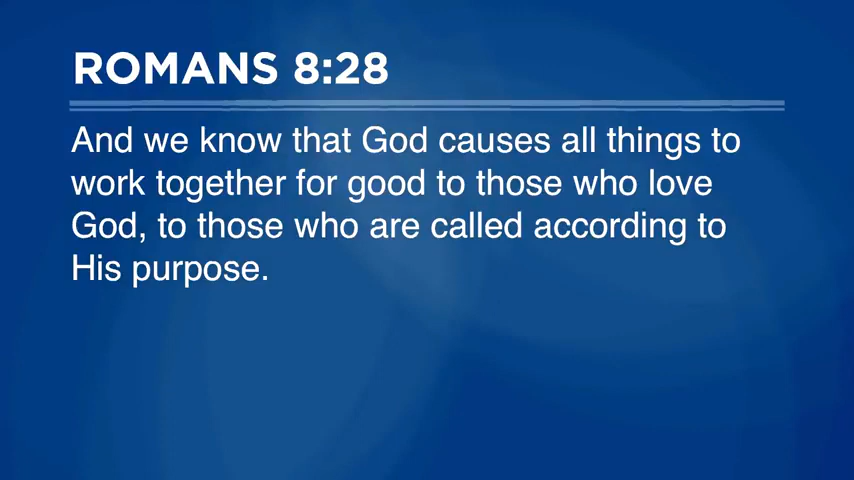 ROMANS 8:28
And we know that God causes all things to
work together for good to those who love
God, to those who are called according to
His purpose.